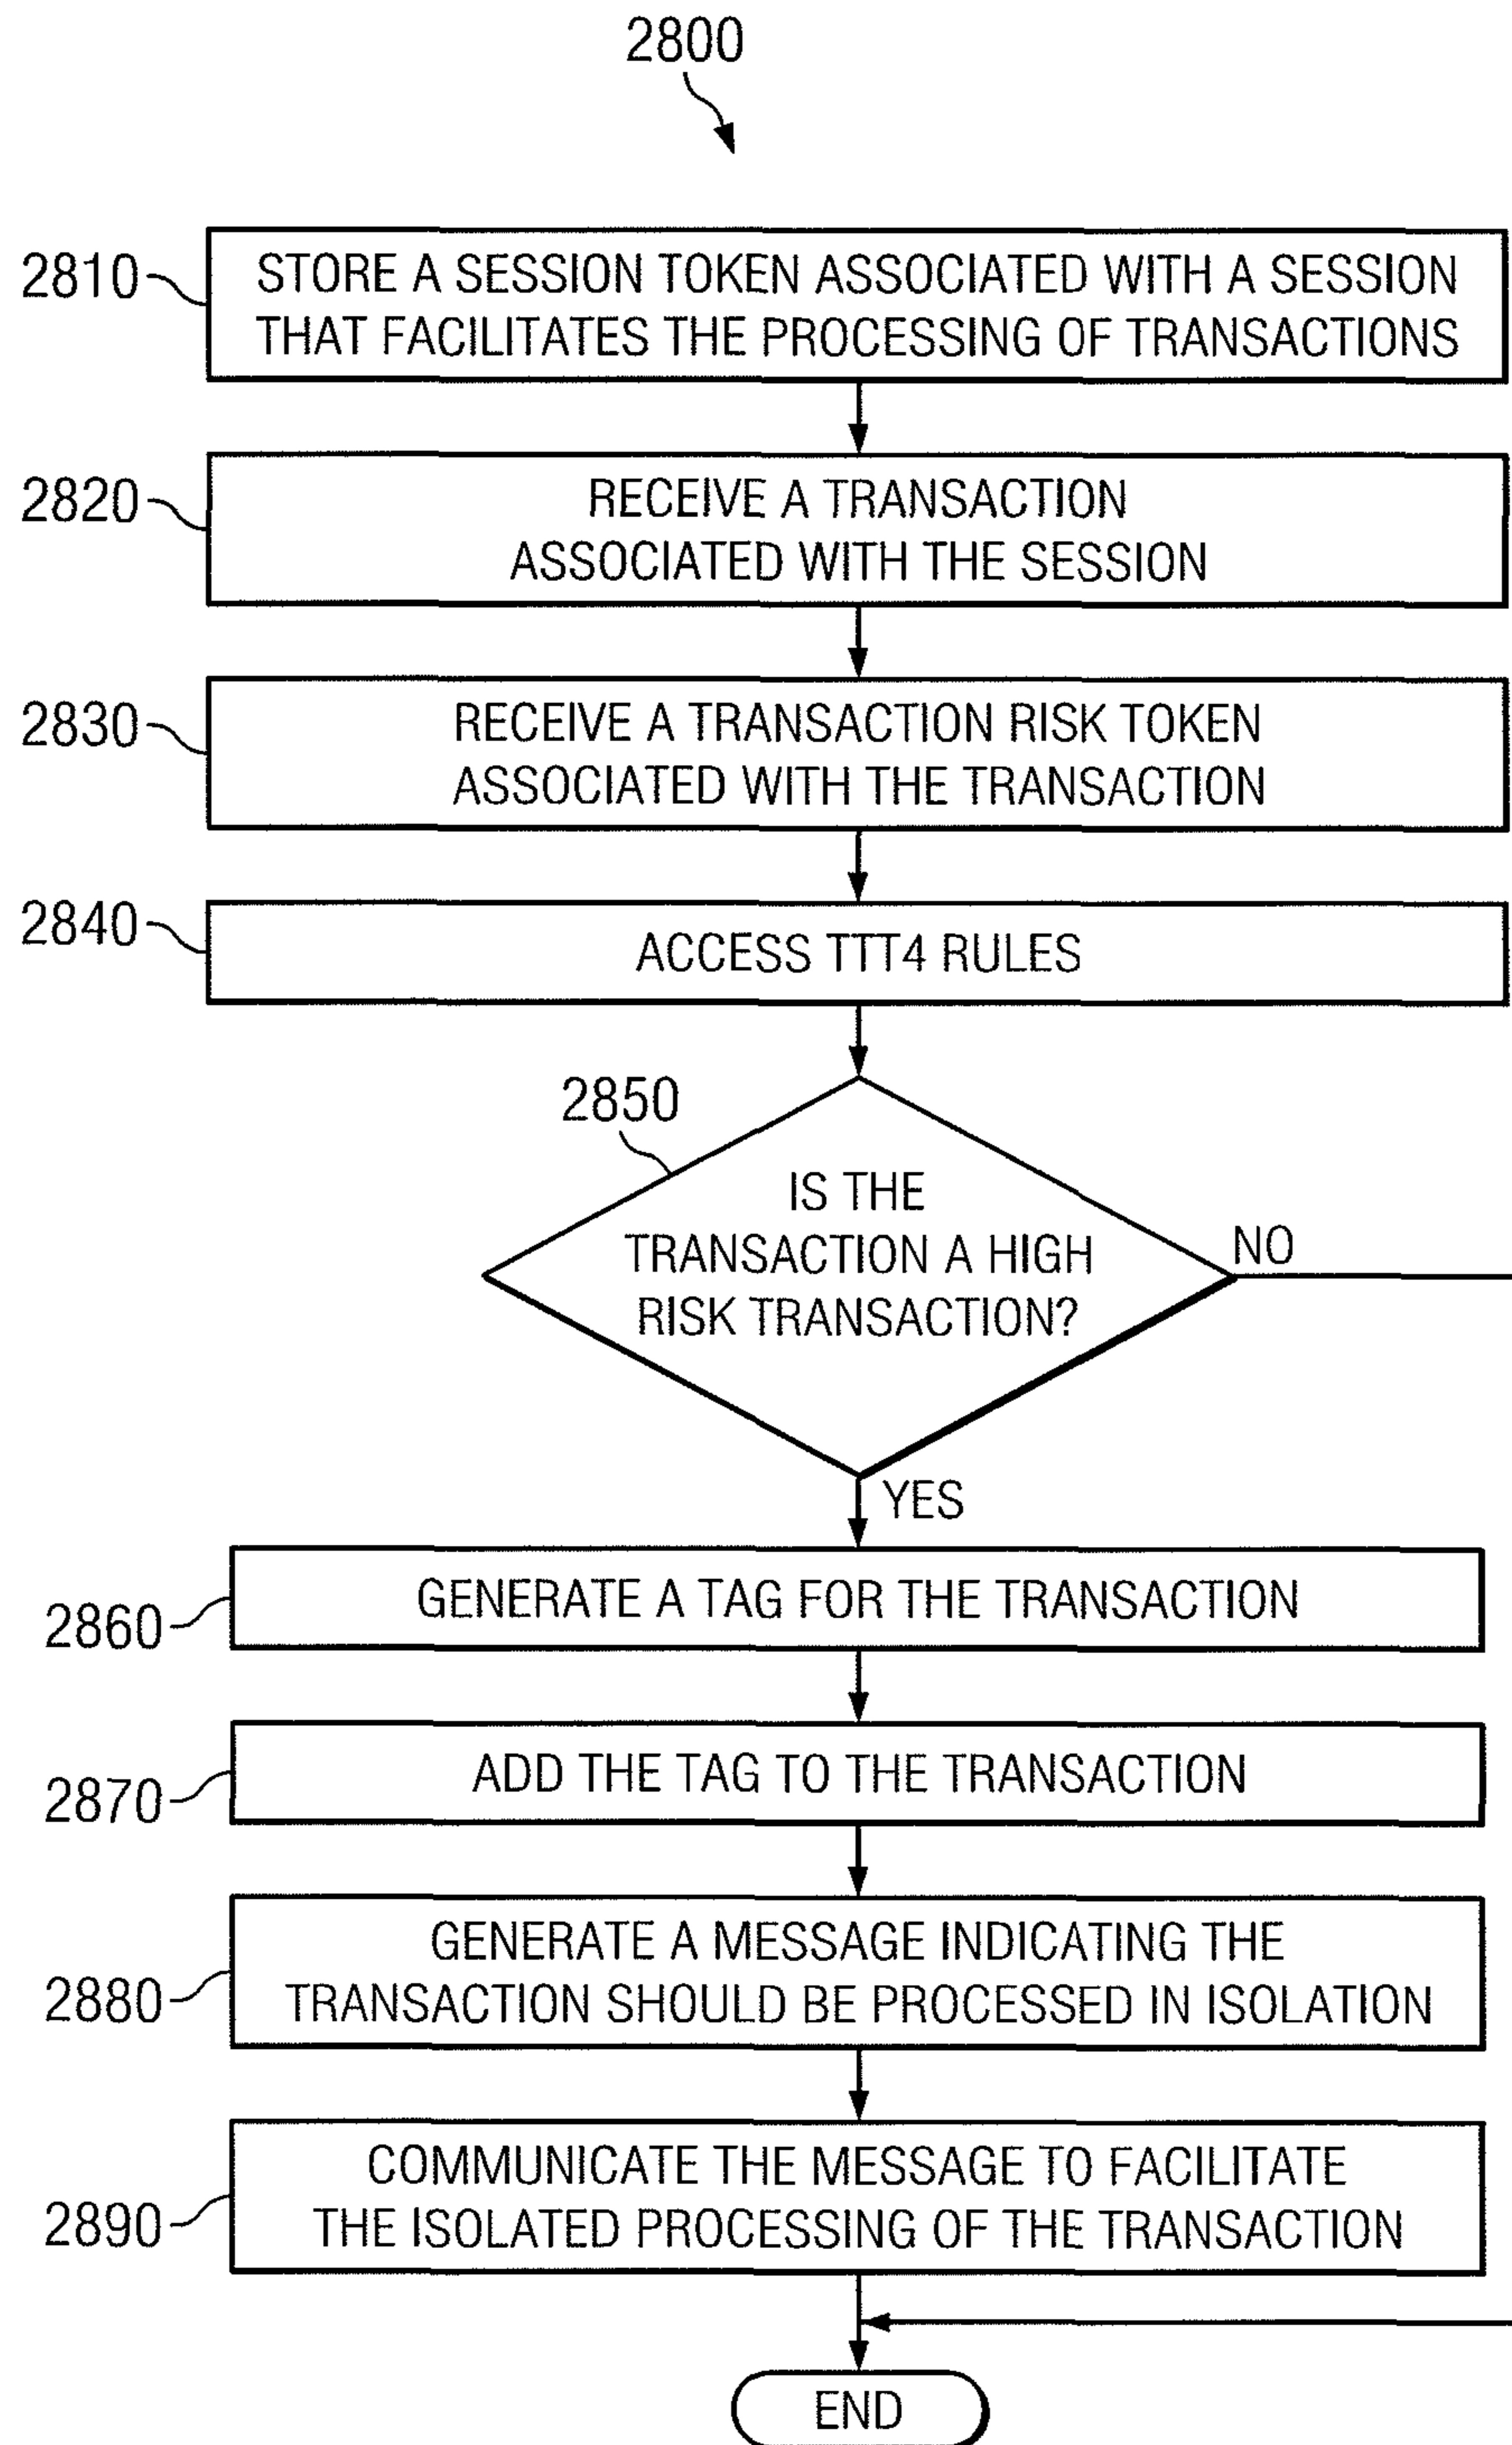 2800
2810
STORE A SESSION TOKEN ASSOCIATED WITH A SESSION
THAT FACILITATES THE PROCESSING OF TRANSACTIONS
2820
RECEIVE A TRANSACTION
ASSOCIATED WITH THE SESSION
2830
RECEIVE A TRANSACTION RISK TOKEN
ASSOCIATED WITH THE TRANSACTION
2840
ACCESS TTT4 RULES
2850
IS THE
TRANSACTION A HIGH
RISK TRANSACTION?
NO
YES
2860
GENERATE A TAG FOR THE TRANSACTION
2870
ADD THE TAG TO THE TRANSACTION
2880
GENERATE A MESSAGE INDICATING THE
TRANSACTION SHOULD BE PROCESSED IN ISOLATION
2890
COMMUNICATE THE MESSAGE TO FACILITATE
THE ISOLATED PROCESSING OF THE TRANSACTION
END